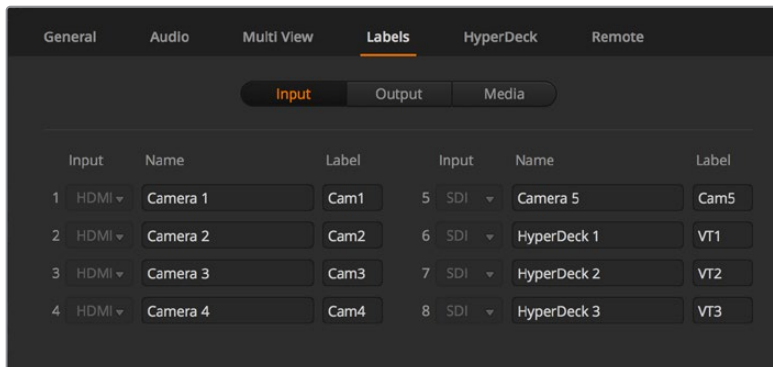 General Audio Multi View Labels HyperDeck Remote
Input Output Media
Input Name Label Input Name Label
1 HDMI Camera 1 Cam1 5 SDI Camera 5 Cam5
2 HDMI Camera 2 Cam2 6 SDI HyperDeck 1 VT1
3 HDMI Camera 3 Cam3 7 SDI HyperDeck 2 VT2
4 HDMI Camera 4 Cam4 8 SDI HyperDeck 3 VT3